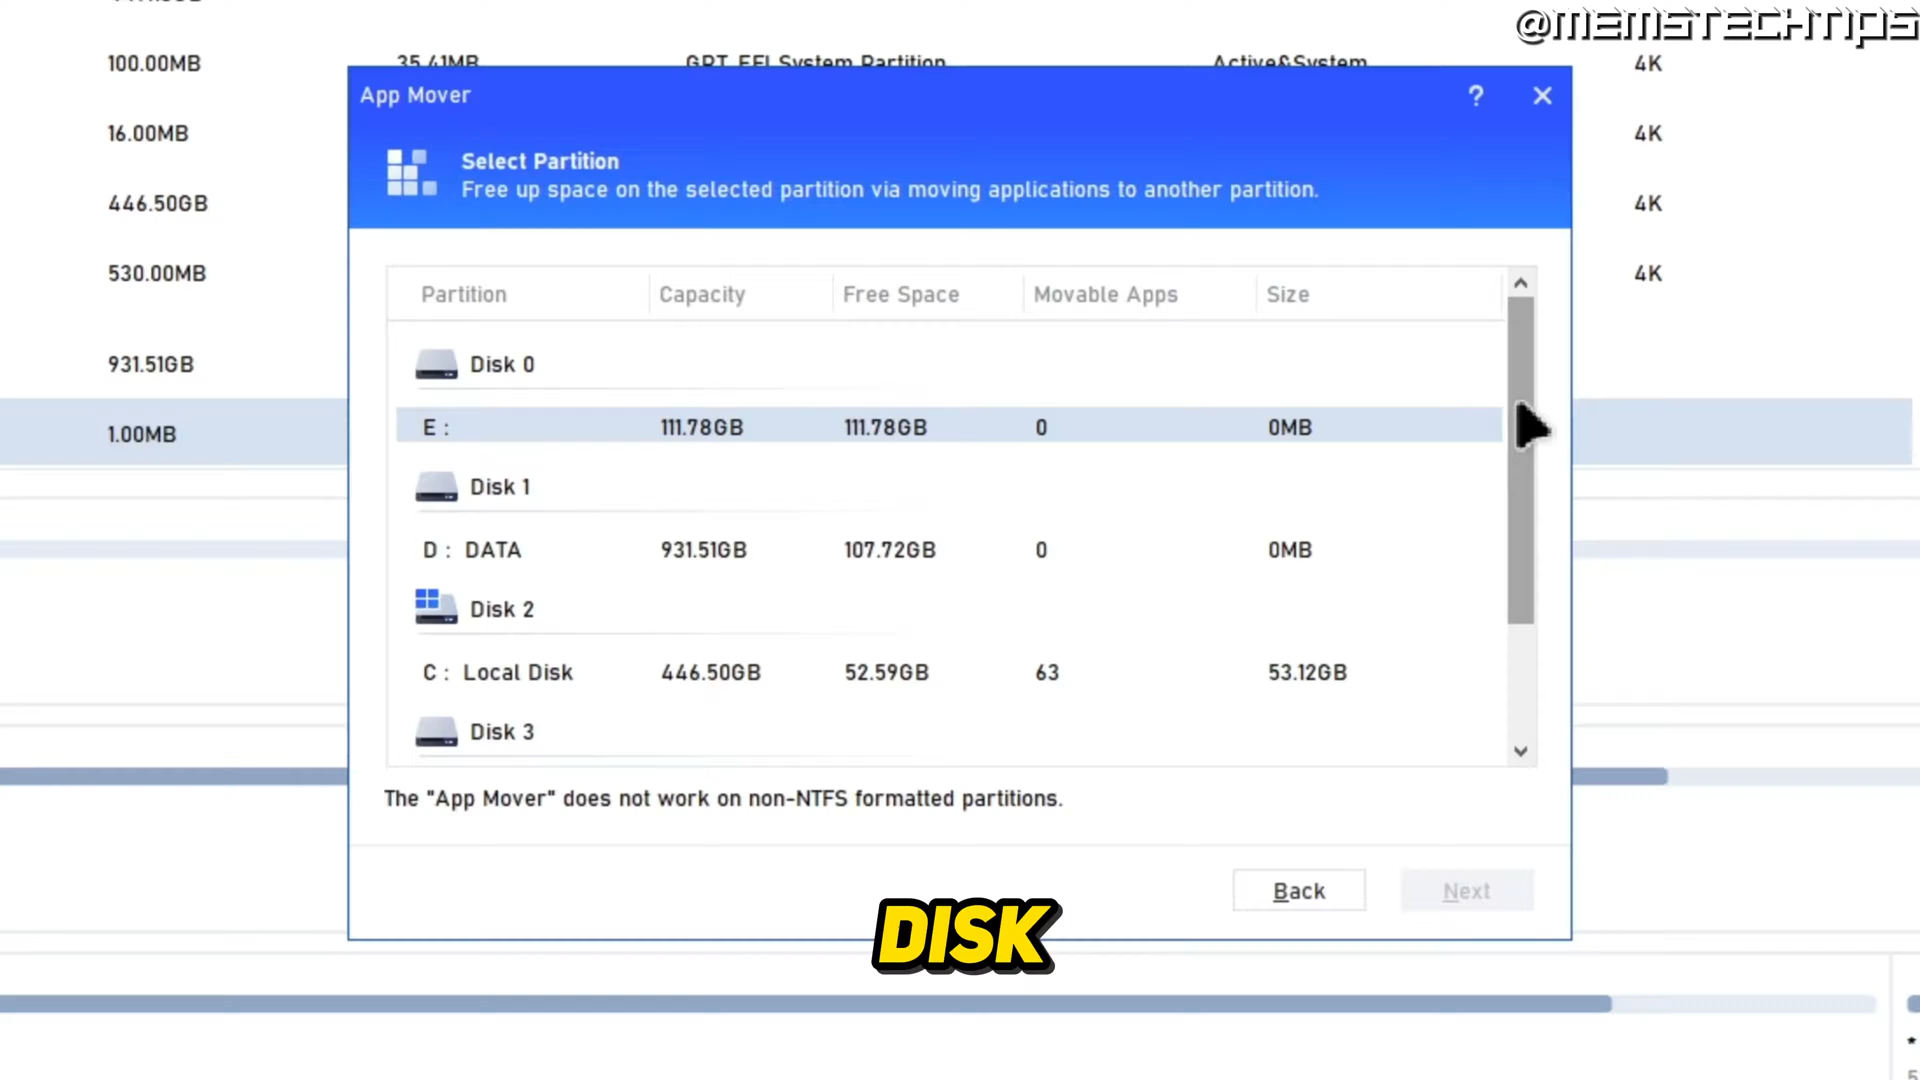 @MEMSTECHTIPS
100.00MB 35.41MB GPT, EFI System Partition Active&System 4K
16.00MB 4K
446.50GB 4K
530.00MB 4K
931.51GB
1.00MB
App Mover ?
Select Partition
Free up space on the selected partition via moving applications to another partition.
Partition Capacity Free Space Movable Apps Size
Disk 0
E : 111.78GB 111.78GB 0 0MB
Disk 1
D : DATA 931.51GB 107.72GB 0 0MB
Disk 2
C : Local Disk 446.50GB 52.59GB 63 53.12GB
Disk 3
The "App Mover" does not work on non-NTFS formatted partitions.
Back Next
DISK
*